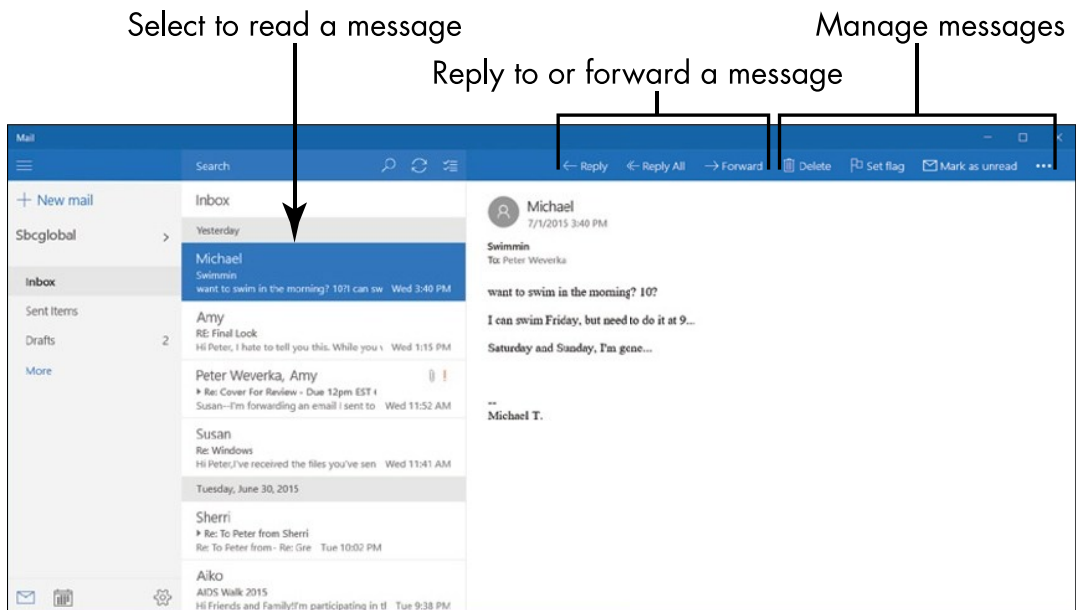 Select to read a message
Manage messages
Reply to or forward a message
Mail
Search
Reply
Reply All
Forward
Delete
Set flag
Mark as unread
New mail
Sbcglobal
Inbox
Sent Items
Drafts 2
More
Inbox
Yesterday
Michael
Swimmin
want to swim in the morning? 10?I can sw Wed 3:40 PM
Amy
RE: Final Look
Hi Peter, I hate to tell you this. While you Wed 1:15 PM
Peter Weverka, Amy
Re: Cover For Review - Due 12pm EST
Susan--I'm forwarding an email i sent to Wed 11:52 AM
Susan
Re: Windows
Hi Peter,I've received the files you've sen Wed 11:41 AM
Tuesday, June 30, 2015
Sherri
Re: To Peter from Sherri
Re: To Peter from - Re: Gre Tue 10:02 PM
Aiko
AIDS Walk 2015
Hi Friends and Family!I'm participating in Tue 9:38 PM
Michael
7/1/2015 3:40 PM
Swimmin
To: Peter Weverka
want to swim in the morning? 10?
I can swim Friday, but need to do it at 9...
Saturday and Sunday, I'm gone...
--
Michael T.